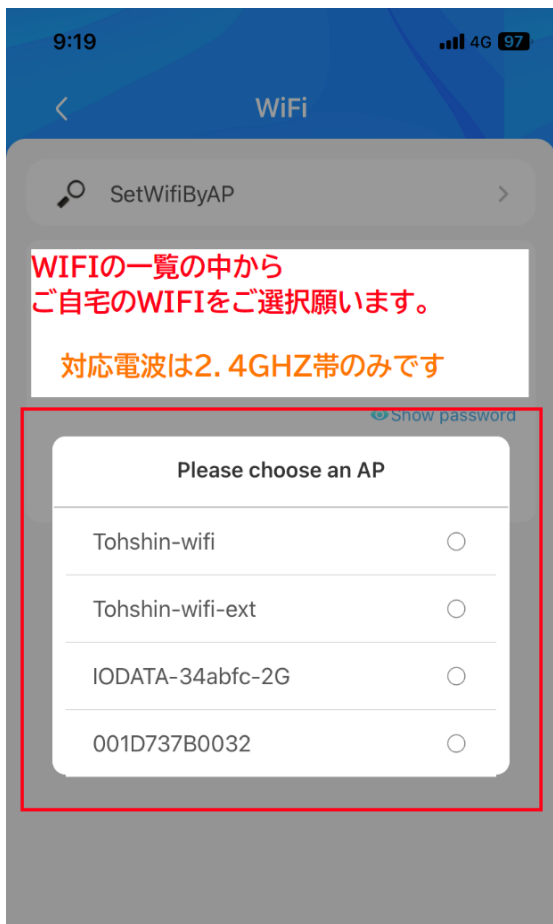 9:19
4G 97
WiFi
SetWifiByAP
WIFIの一覧の中から
ご自宅のWIFIをご選択願います。
対応電波は2.4GHZ帯のみです
Show password
Please choose an AP
Tohshin-wifi
Tohshin-wifi-ext
IODATA-34abfc-2G
001D737B0032